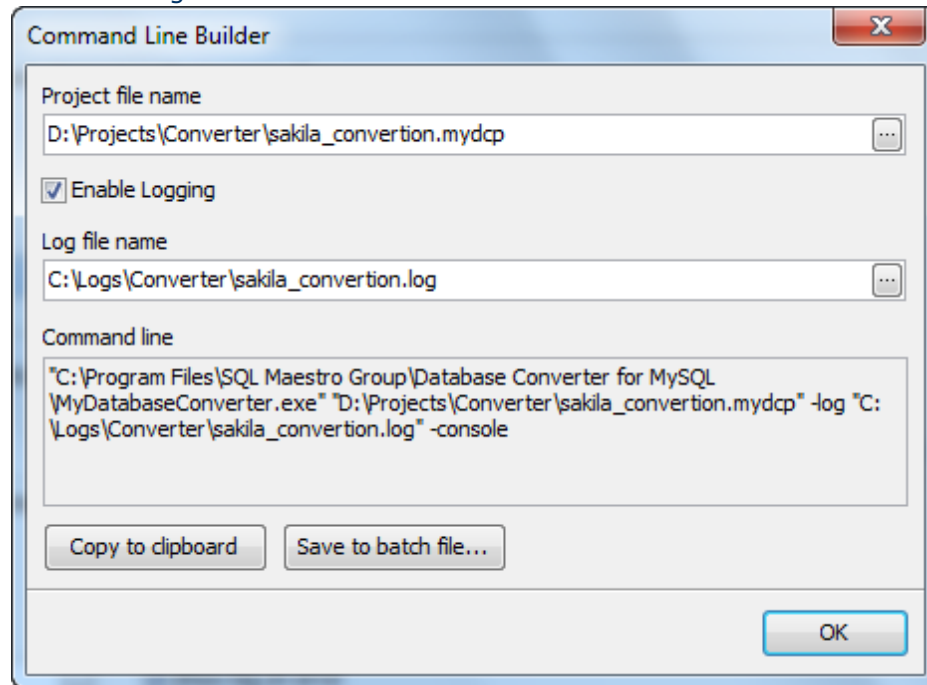 Command Line Builder
Project file name
D:\Projects\Converter\sakila_convertion.mydcp
...
Enable Logging
Log file name
C:\Logs\Converter\sakila_convertion.log
...
Command line
"C:\Program Files\SQL Maestro Group\Database Converter for MySQL
\MyDatabaseConverter.exe" "D:\Projects\Converter\sakila_convertion.mydcp" -log "C:
\Logs\Converter\sakila_convertion.log" -console
Copy to clipboard
Save to batch file...
OK